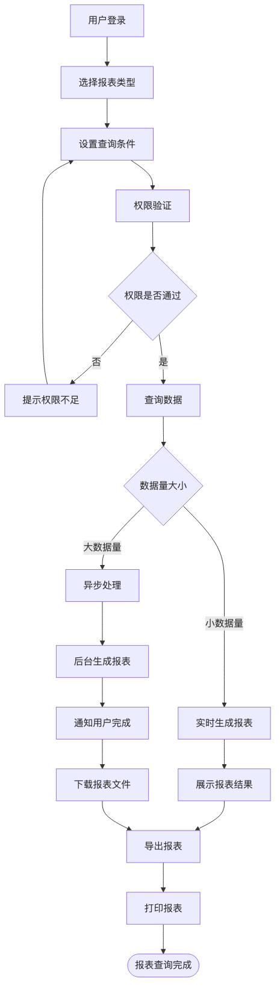 用户登录
选择报表类型
设置查询条件
权限验证
权限是否通过
否
是
提示权限不足
查询数据
数据量大小
大数据量
异步处理
小数据量
后台生成报表
通知用户完成
实时生成报表
下载报表文件
展示报表结果
导出报表
打印报表
报表查询完成